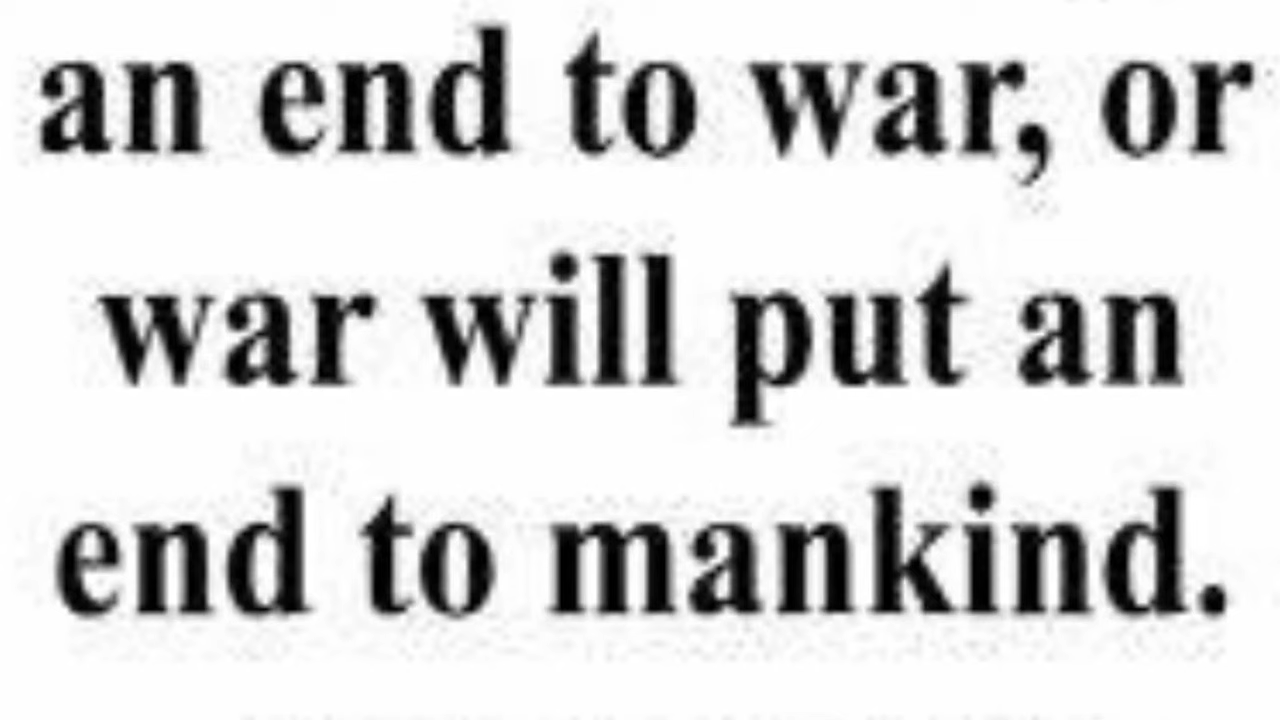 an end to war, or
war will put an
end to mankind.